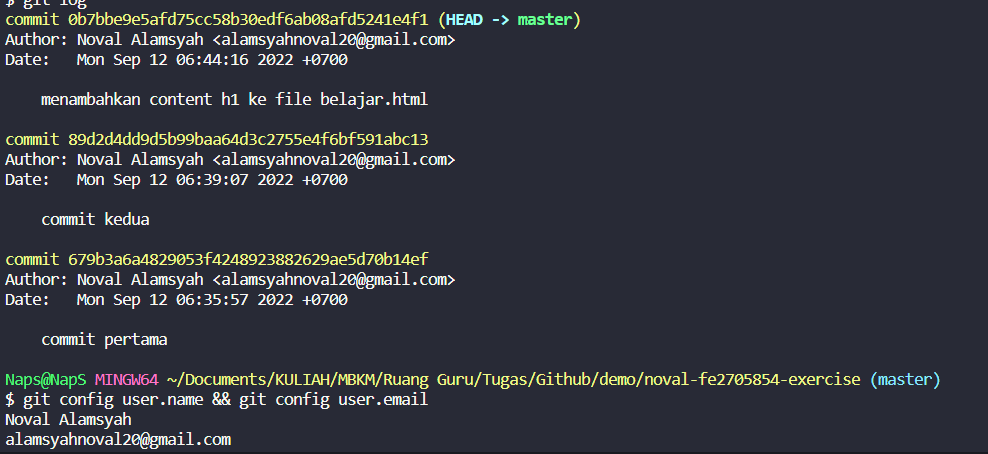 $ git log
commit 0b7bbe9e5afd75cc58b30edf6ab08afd5241e4f1 (HEAD -> master)
Author: Noval Alamsyah <alamsyahnoval20@gmail.com>
Date:   Mon Sep 12 06:44:16 2022 +0700
    menambahkan content h1 ke file belajar.html
commit 89d2d4dd9d5b99baa64d3c2755e4f6bf591abc13
Author: Noval Alamsyah <alamsyahnoval20@gmail.com>
Date:   Mon Sep 12 06:39:07 2022 +0700
    commit kedua
commit 679b3a6a4829053f4248923882629ae5d70b14ef
Author: Noval Alamsyah <alamsyahnoval20@gmail.com>
Date:   Mon Sep 12 06:35:57 2022 +0700
    commit pertama
Naps@NapS MINGW64 ~/Documents/KULIAH/MBKM/Ruang Guru/Tugas/Github/demo/noval-fe2705854-exercise (master)
$ git config user.name && git config user.email
Noval Alamsyah
alamsyahnoval20@gmail.com